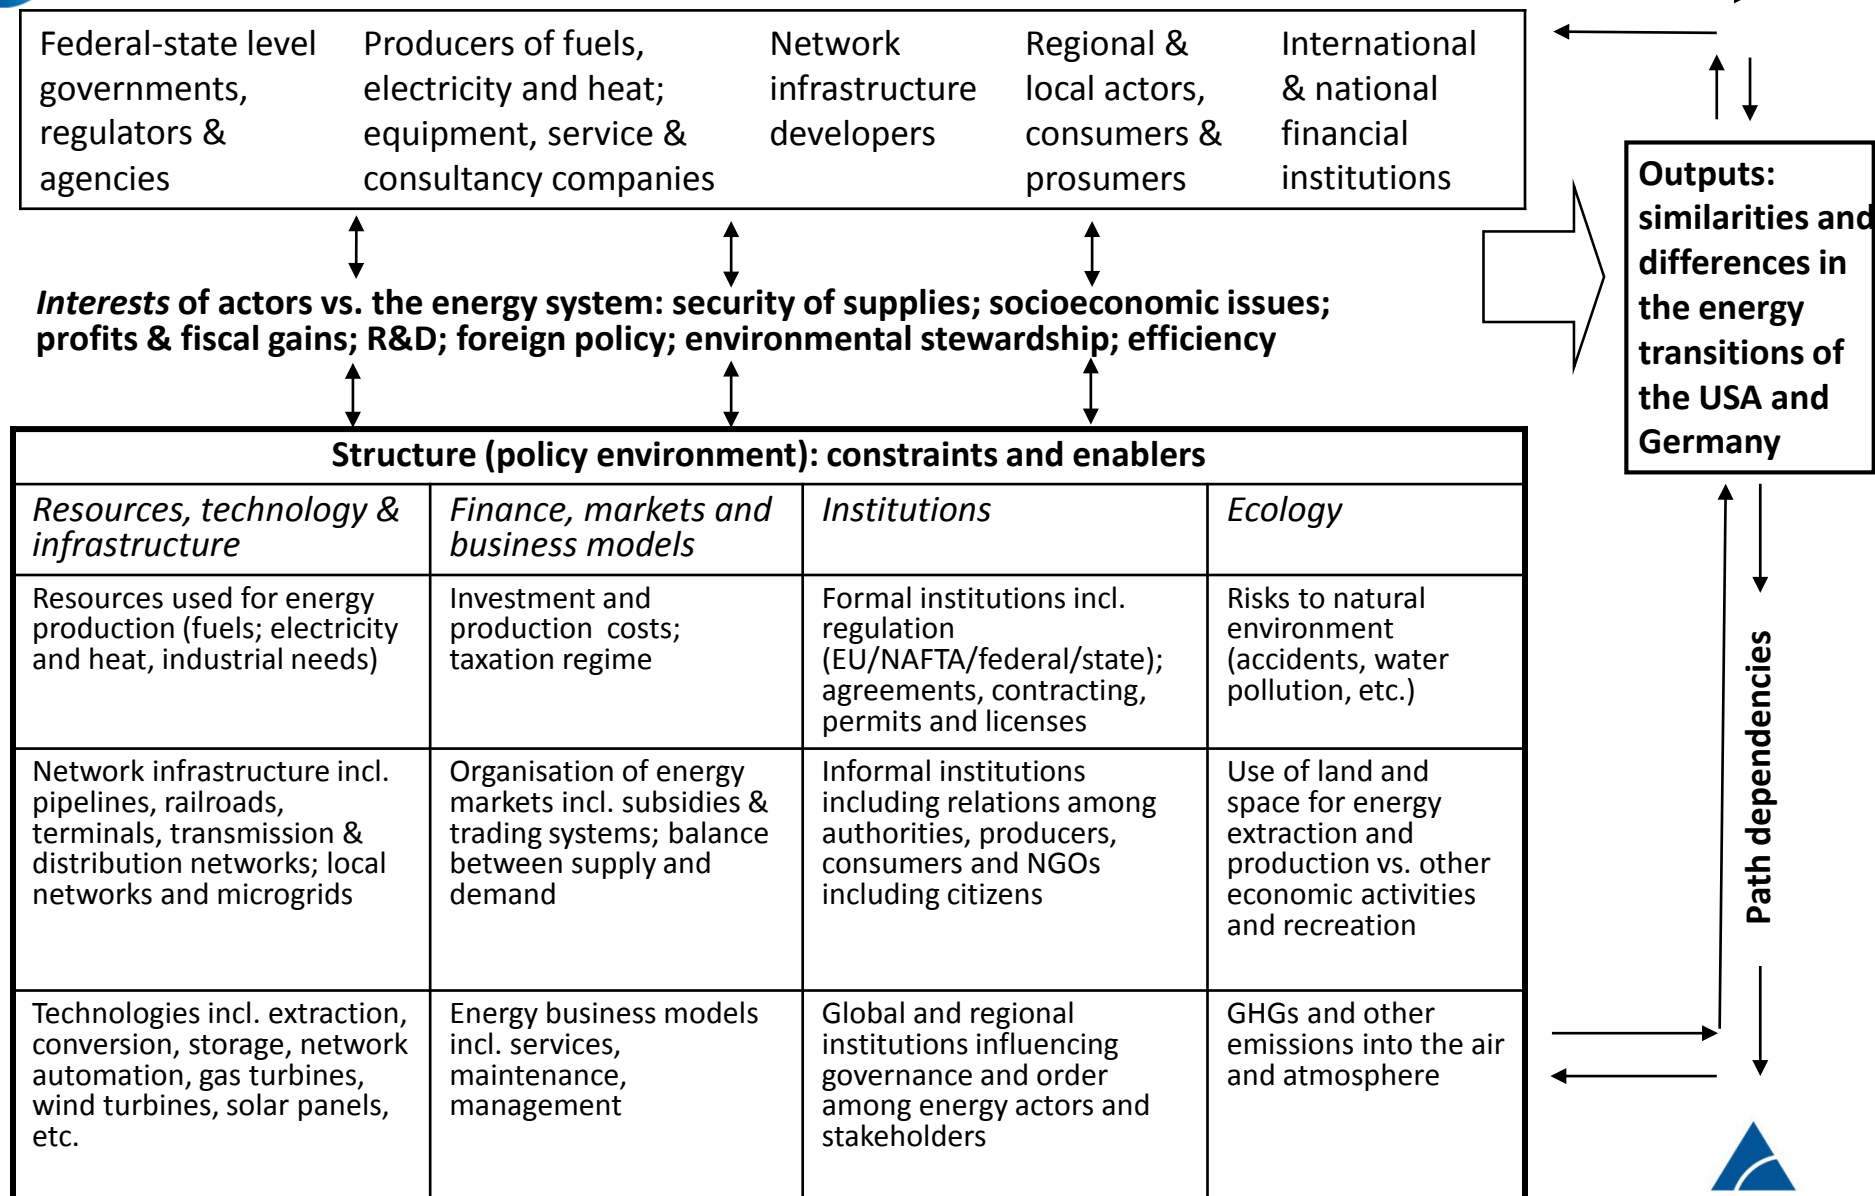 Federal-state level
governments,
regulators &
agencies
Producers of fuels,
electricity and heat;
equipment, service &
consultancy companies
Network
infrastructure
developers
Regional &
local actors,
consumers &
prosumers
International
& national
financial
institutions
Interests of actors vs. the energy system: security of supplies; socioeconomic issues;
profits & fiscal gains; R&D; foreign policy; environmental stewardship; efficiency
Outputs:
similarities and
differences in
the energy
transitions of
the USA and
Germany
Structure (policy environment): constraints and enablers
Resources, technology &
infrastructure
Finance, markets and
business models
Institutions
Ecology
Resources used for energy
production (fuels; electricity
and heat, industrial needs)
Investment and
production costs;
taxation regime
Formal institutions incl.
regulation
(EU/NAFTA/federal/state);
agreements, contracting,
permits and licenses
Risks to natural
environment
(accidents, water
pollution, etc.)
Network infrastructure incl.
pipelines, railroads,
terminals, transmission &
distribution networks; local
networks and microgrids
Organisation of energy
markets incl. subsidies &
trading systems; balance
between supply and
demand
Informal institutions
including relations among
authorities, producers,
consumers and NGOs
including citizens
Use of land and
space for energy
extraction and
production vs. other
economic activities
and recreation
Technologies incl. extraction,
conversion, storage, network
automation, gas turbines,
wind turbines, solar panels,
etc.
Energy business models
incl. services,
maintenance,
management
Global and regional
institutions influencing
governance and order
among energy actors and
stakeholders
GHGs and other
emissions into the air
and atmosphere
Path dependencies